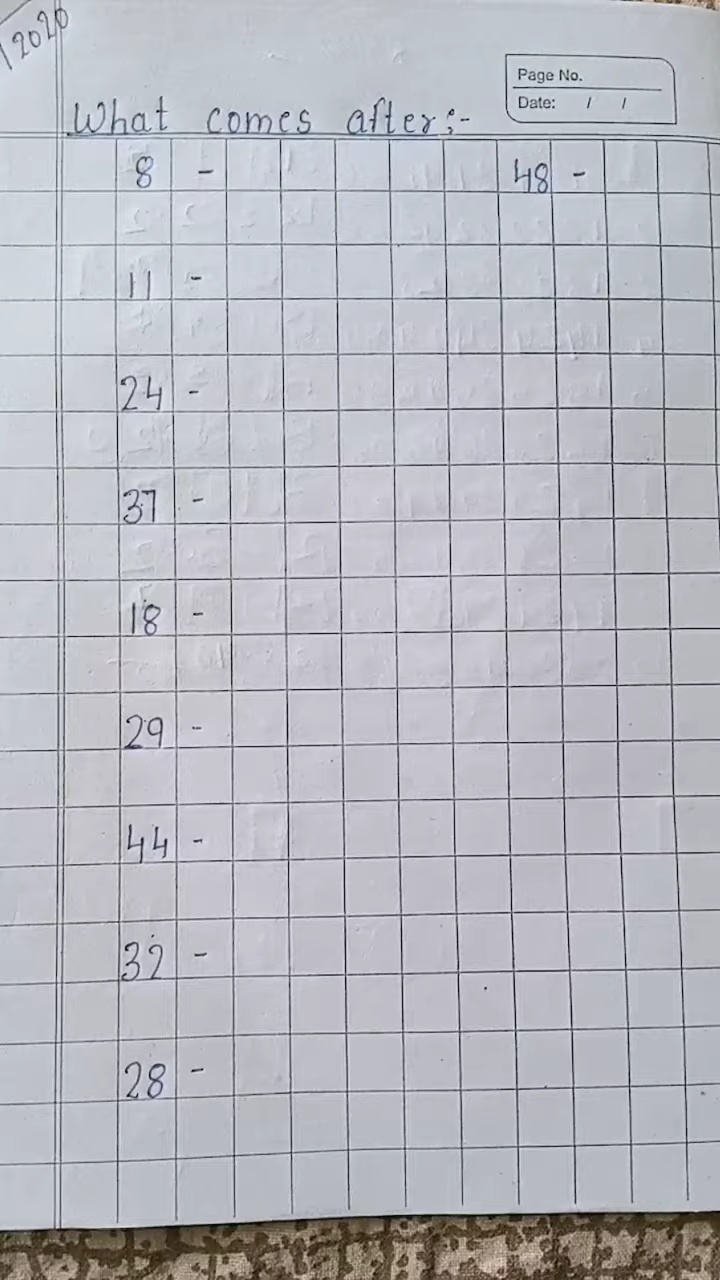 /2020
Page No.
Date: / /
What comes after:-
8 - 48 -
11 -
24 -
37 -
18 -
29 -
44 -
32 -
28 -